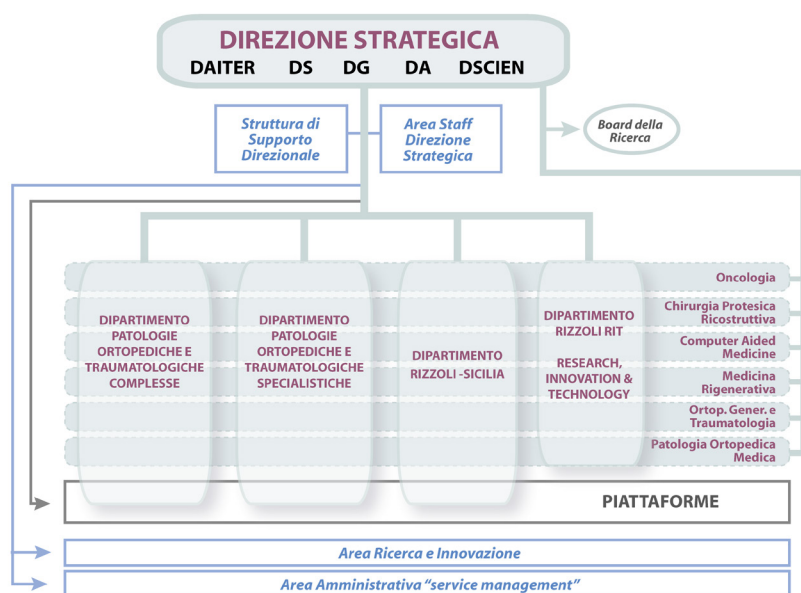 DIREZIONE STRATEGICA
DAITER DS DG DA DSCIEN
Struttura di
Supporto
Direzionale
Area Staff
Direzione
Strategica
Board della
Ricerca
DIPARTIMENTO
PATOLOGIE
ORTOPEDICHE E
TRAUMATOLOGICHE
COMPLESSE
DIPARTIMENTO
PATOLOGIE
ORTOPEDICHE E
TRAUMATOLOGICHE
SPECIALISTICHE
DIPARTIMENTO
RIZZOLI -SICILIA
DIPARTIMENTO
RIZZOLI RIT
RESEARCH,
INNOVATION &
TECHNOLOGY
Oncologia
Chirurgia Protesica
Ricostruttiva
Computer Aided
Medicine
Medicina
Rigenerativa
Ortop. Gener. e
Traumatologia
Patologia Ortopedica
Medica
PIATTAFORME
Area Ricerca e Innovazione
Area Amministrativa “service management”